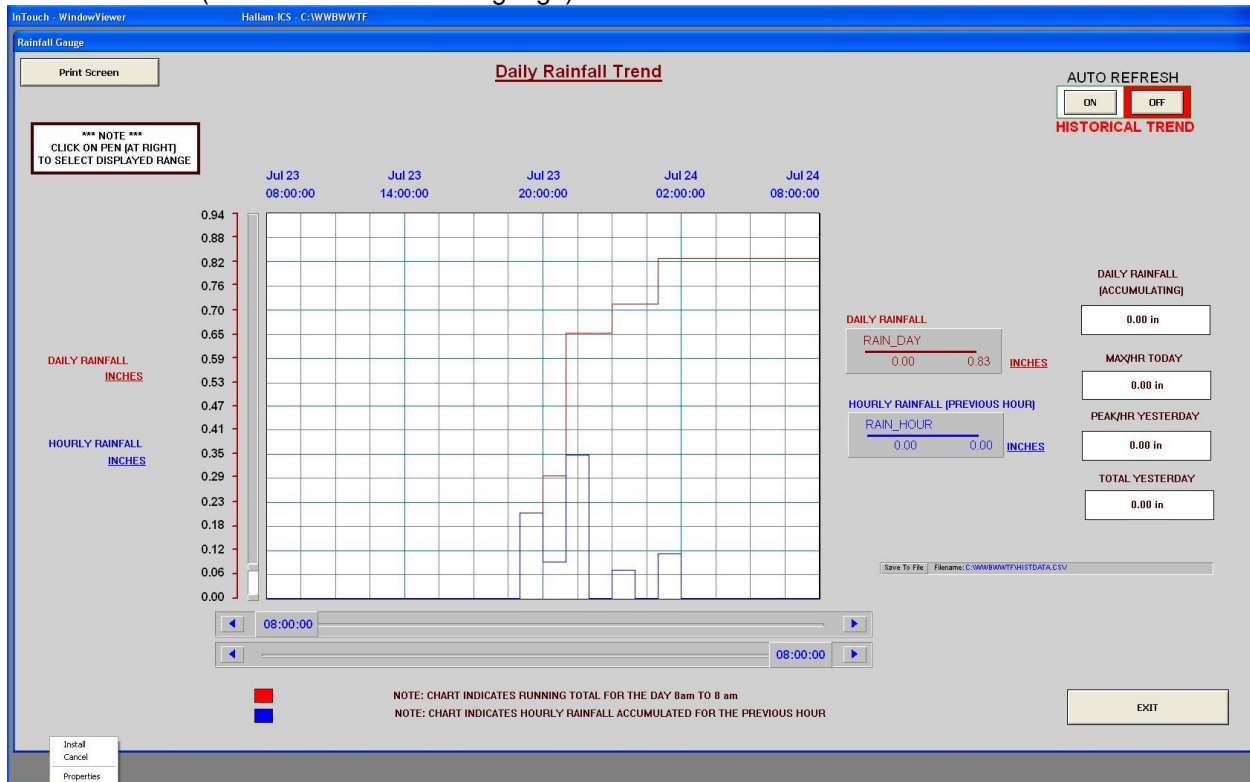 InTouch - WindowViewer Hallam-ICS - C:\WWBWWTF
Rainfall Gauge
Print Screen
Daily Rainfall Trend
AUTO REFRESH
ON OFF
HISTORICAL TREND
*** NOTE ***
CLICK ON PEN (AT RIGHT)
TO SELECT DISPLAYED RANGE
Jul 23 Jul 23 Jul 23 Jul 24 Jul 24
08:00:00 14:00:00 20:00:00 02:00:00 08:00:00
0.94
0.88
0.82
0.76
0.70
0.65
0.59
0.53
0.47
0.41
0.35
0.29
0.23
0.18
0.12
0.06
0.00
DAILY RAINFALL
INCHES
HOURLY RAINFALL
INCHES
DAILY RAINFALL
RAIN_DAY
0.00 0.83 INCHES
HOURLY RAINFALL (PREVIOUS HOUR)
RAIN_HOUR
0.00 0.00 INCHES
DAILY RAINFALL
(ACCUMULATING)
0.00 in
MAX/HR TODAY
0.00 in
PEAK/HR YESTERDAY
0.00 in
TOTAL YESTERDAY
0.00 in
Save To File Filename: C:\WWBWWTF\HISTDATA.CSV
08:00:00
08:00:00
NOTE: CHART INDICATES RUNNING TOTAL FOR THE DAY 8am TO 8 am
NOTE: CHART INDICATES HOURLY RAINFALL ACCUMULATED FOR THE PREVIOUS HOUR
EXIT
Install
Cancel
Properties